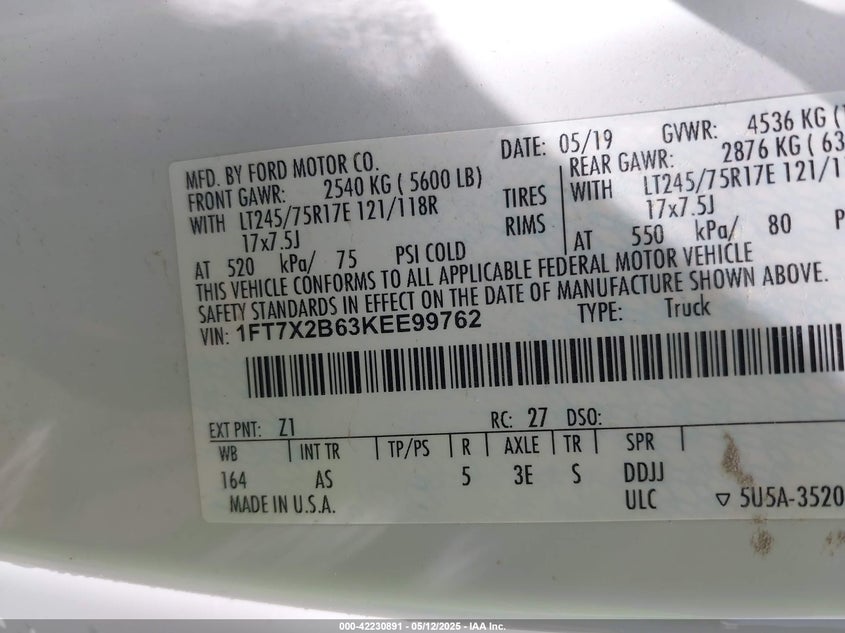 MFD. BY FORD MOTOR CO.
DATE: 05/19
GVWR: 4536 KG
FRONT GAWR: 2540 KG ( 5600 LB)
REAR GAWR: 2876 KG
WITH LT245/75R17E 121/118R TIRES
WITH LT245/75R17E
17x7.5J RIMS
17x7.5J
AT 520 kPa/ 75 PSI COLD
AT 550 kPa/ 80
THIS VEHICLE CONFORMS TO ALL APPLICABLE FEDERAL MOTOR VEHICLE
SAFETY STANDARDS IN EFFECT ON THE DATE OF MANUFACTURE SHOWN ABOVE.
VIN: 1FT7X2B63KEE99762 TYPE: Truck
EXT PNT: Z1 RC: 27 DSO:
WB INT TR TP/PS R AXLE TR SPR
164 AS 5 3E S DDJJ
MADE IN U.S.A. ULC ▽ 5U5A-3520
000-42230891 - 05/12/2025 - IAA Inc.